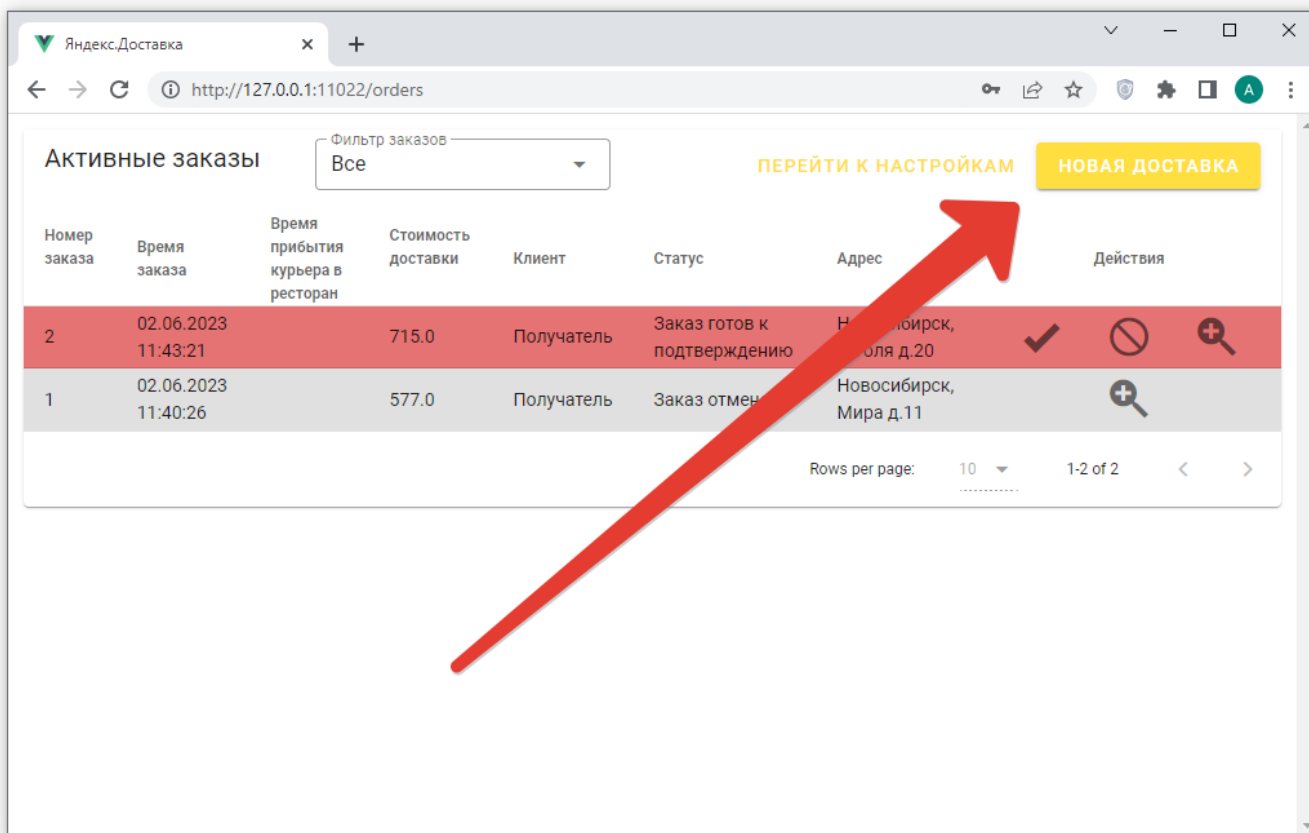 Яндекс.Доставка
http://127.0.0.1:11022/orders
A
Активные заказы
Фильтр заказов
Все
ПЕРЕЙТИ К НАСТРОЙКАМ
НОВАЯ ДОСТАВКА
Номер
заказа
Время
заказа
Время
прибытия
курьера в
ресторан
Стоимость
доставки
Клиент
Статус
Адрес
Действия
2
02.06.2023
11:43:21
715.0
Получатель
Заказ готов к
подтверждению
д.20
1
02.06.2023
11:40:26
577.0
Получатель
Заказ
Новосибирск,
Мира д.11
Rows per page:
10
1-2 of 2